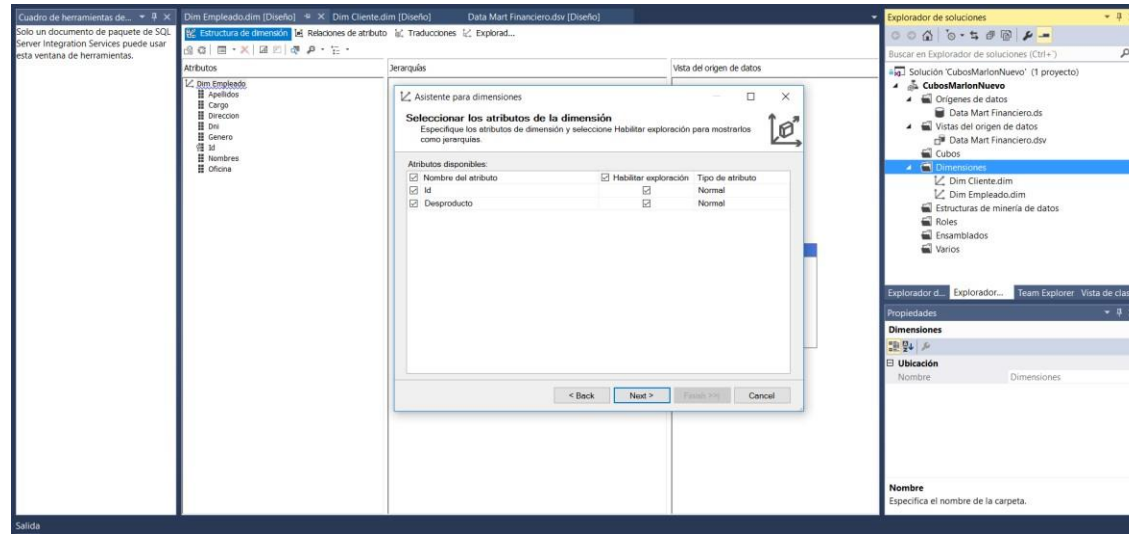 Cuadro de herramientas de...
Solo un documento de paquete de SQL
Server Integration Services puede usar
esta ventana de herramientas.
Dim Empleado.dim [Diseño]
Dim Cliente.dim [Diseño]
Data Mart Financiero.dsv [Diseño]
Estructura de dimensión
Relaciones de atributo
Traducciones
Explorad...
Atributos
Jerarquías
Vista del origen de datos
Dim Empleado
Apellidos
Cargo
Direccion
Dni
Genero
Id
Nombres
Oficina
Asistente para dimensiones
Seleccionar los atributos de la dimensión
Especifique los atributos de dimensión y seleccione Habilitar exploración para mostrarlos
como jerarquías.
Atributos disponibles:
Nombre del atributo Habilitar exploración Tipo de atributo
Id Normal
Desproducto Normal
< Back Next > Finish >>| Cancel
Explorador de soluciones
Buscar en Explorador de soluciones (Ctrl+')
Solución 'CubosMarlonNuevo' (1 proyecto)
CubosMarlonNuevo
Orígenes de datos
Data Mart Financiero.ds
Vistas del origen de datos
Data Mart Financiero.dsv
Cubos
Dimensiones
Dim Cliente.dim
Dim Empleado.dim
Estructuras de minería de datos
Roles
Ensamblados
Varios
Explorador d... Explorador... Team Explorer Vista de clas
Propiedades
Dimensiones
Ubicación
Nombre Dimensiones
Nombre
Especifica el nombre de la carpeta.
Salida